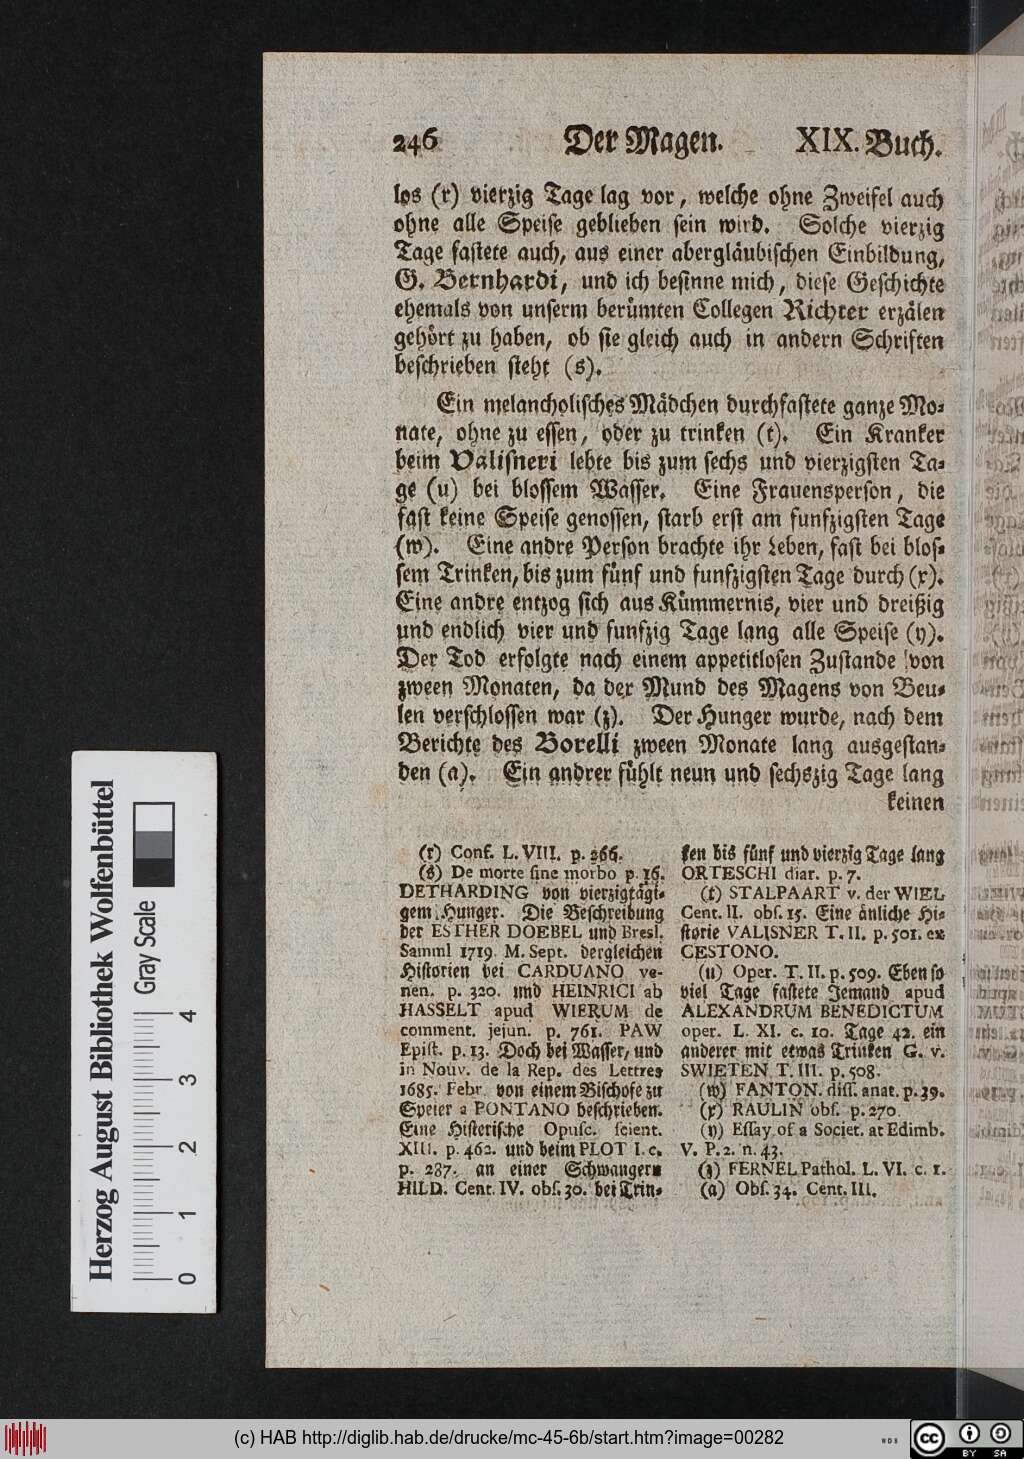 246 Der Magen. XIX. Buch.
los (r) vierzig Tage lag vor, welche ohne Zweifel auch
ohne alle Speise geblieben sein wird. Solche vierzig
Tage fastete auch, aus einer abergläubischen Einbildung,
G. Bernhardi, und ich besinne mich, diese Geschichte
ehemals von unserm berümten Collegen Richter erzälen
gehört zu haben, ob sie gleich auch in andern Schriften
beschrieben steht (s).
Ein melancholisches Mädchen durchfastete ganze Mo-
nate, ohne zu essen, oder zu trinken (t). Ein Kranker
beim Valisneri lebte bis zum sechs und vierzigsten Ta-
ge (u) bei blossem Wasser. Eine Frauensperson, die
fast keine Speise genossen, starb erst am funfzigsten Tage
(w). Eine andre Person brachte ihr Leben, fast bei blos-
sem Trinken, bis zum fünf und funfzigsten Tage durch (x).
Eine andre entzog sich aus Kümmernis, vier und dreißig
und endlich vier und funfzig Tage lang alle Speise (y).
Der Tod erfolgte nach einem appetitlosen Zustande von
zween Monaten, da der Mund des Magens von Beu-
len verschlossen war (z). Der Hunger wurde, nach dem
Berichte des Borelli zween Monate lang ausgestan-
den (a). Ein andrer fühlt neun und sechszig Tage lang
keinen
(r) Conf. L. VIII. p. 266.
(s) De morte sine morbo p. 16.
DETHARDING von vierzigtägi-
gem Hunger. Die Beschreibung
der ESTHER DOEBEL und Bresl.
Samml 1719. M. Sept. dergleichen
Historien bei CARDUANO ve-
nen. p. 320. und HEINRICI ab
HASSELT apud WIERUM de
comment. jejun. p. 761. PAW
Epist. p. 13. Doch bei Wasser, und
in Nouv. de la Rep. des Lettres
1685. Febr. von einem Bischofe zu
Speier a PONTANO beschrieben.
Eine Histerische Opusc. scient.
XIII. p. 462. und beim PLOT l. c.
p. 287. an einer Schwangern
HILD. Cent. IV. obs. 30. bei Trin-
ken bis fünf und vierzig Tage lang
ORTESCHI diar. p. 7.
(t) STALPAART v. der WIEL
Cent. II. obs. 15. Eine änliche Hi-
storie VALISNER T. II. p. 501. ex
CESTONO.
(u) Oper. T. II. p. 509. Eben so
viel Tage fastete Jemand apud
ALEXANDRUM BENEDICTUM
oper. L. XI. c. 10. Tage 42. ein
anderer mit etwas Trinken G. v.
SWIETEN T. III. p. 508.
(w) FANTON. diss. anat. p. 39.
(x) RAULIN obs. p. 270.
(y) Essay of a Societ. at Edimb.
V. P. 2. n. 43.
(z) FERNEL Pathol. L. VI. c. 1.
(a) Obs. 34. Cent. III.
Herzog August Bibliothek Wolfenbüttel
Gray Scale
0 1 2 3 4
(c) HAB http://diglib.hab.de/drucke/mc-45-6b/start.htm?image=00282
WDB
cc BY SA